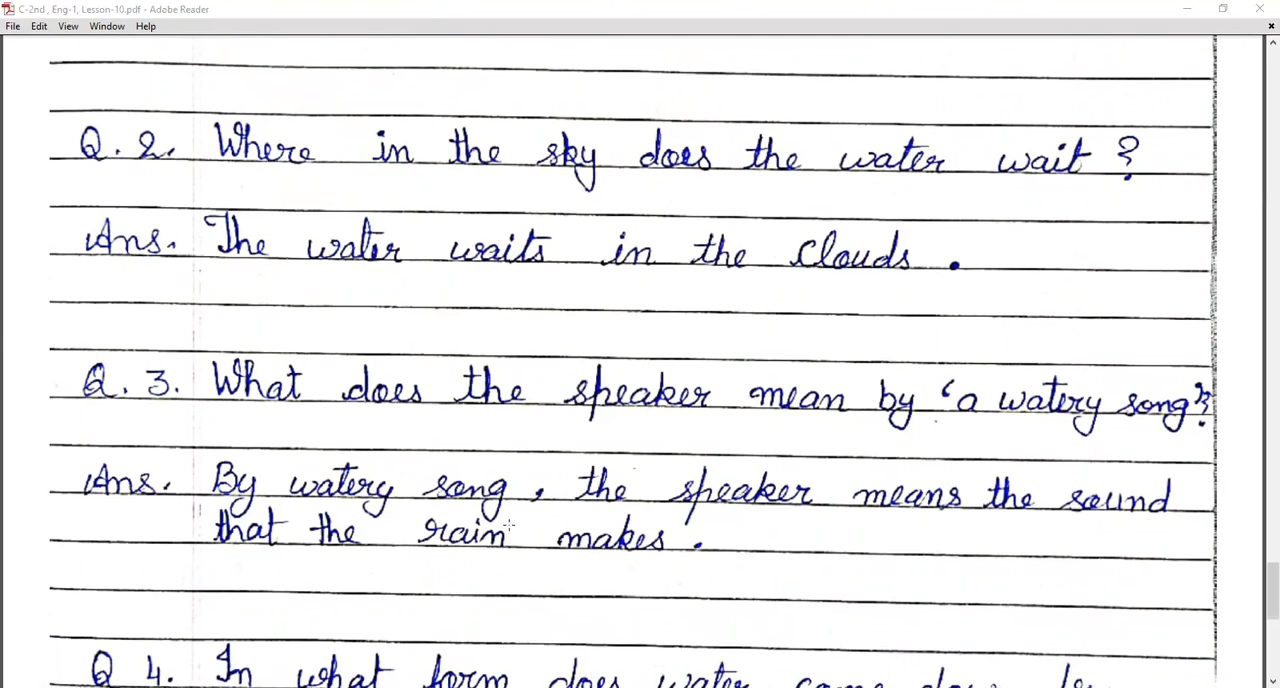 C-2nd , Eng-1, Lesson-10.pdf - Adobe Reader
File Edit View Window Help
Q. 2. Where in the sky does the water wait ?
Ans. The water waits in the clouds .
Q. 3. What does the speaker mean by 'a watery song'?
Ans. By watery song, the speaker means the sound
that the rain makes .
Q 4. In what form does water come down